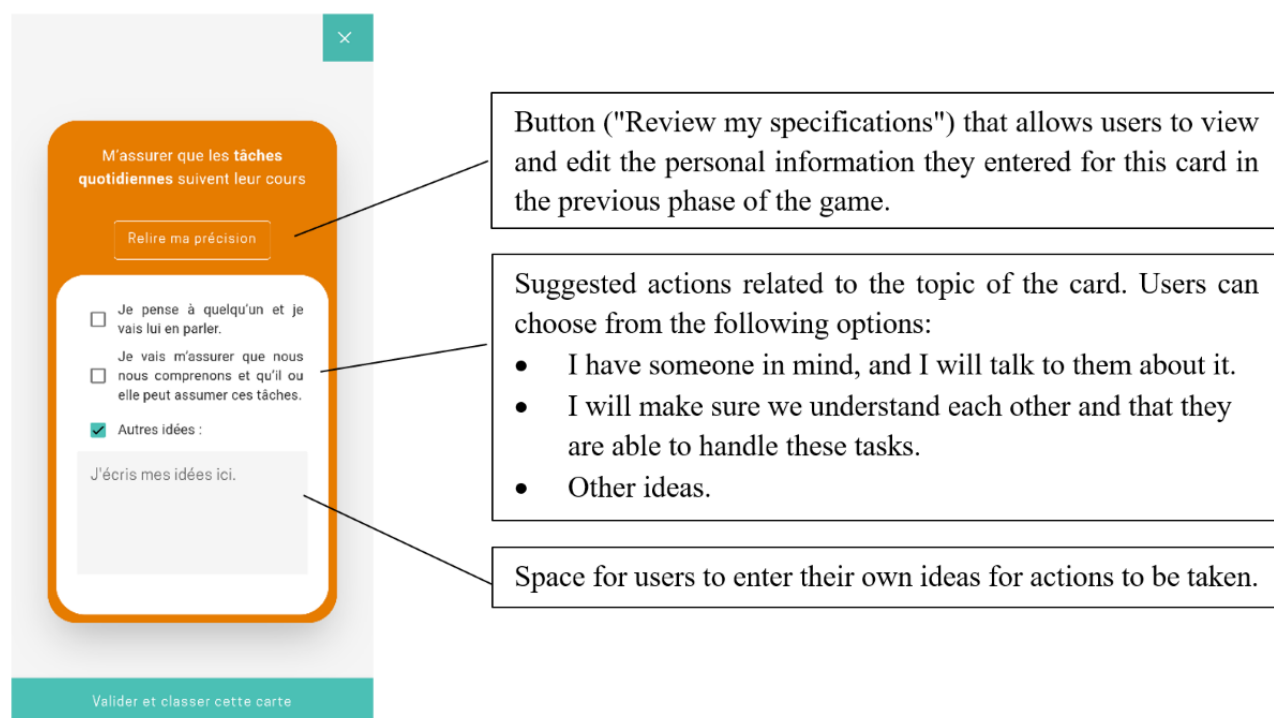 M'assurer que les tâches
quotidiennes suivent leur cours
Relire ma précision
Je pense à quelqu'un et je
vais lui en parler.
Je vais m'assurer que nous
nous comprenons et qu'il ou
elle peut assumer ces tâches.
Autres idées :
J'écris mes idées ici.
Valider et classer cette carte
Button ("Review my specifications") that allows users to view
and edit the personal information they entered for this card in
the previous phase of the game.
Suggested actions related to the topic of the card. Users can
choose from the following options:
• I have someone in mind, and I will talk to them about it.
• I will make sure we understand each other and that they
are able to handle these tasks.
• Other ideas.
Space for users to enter their own ideas for actions to be taken.